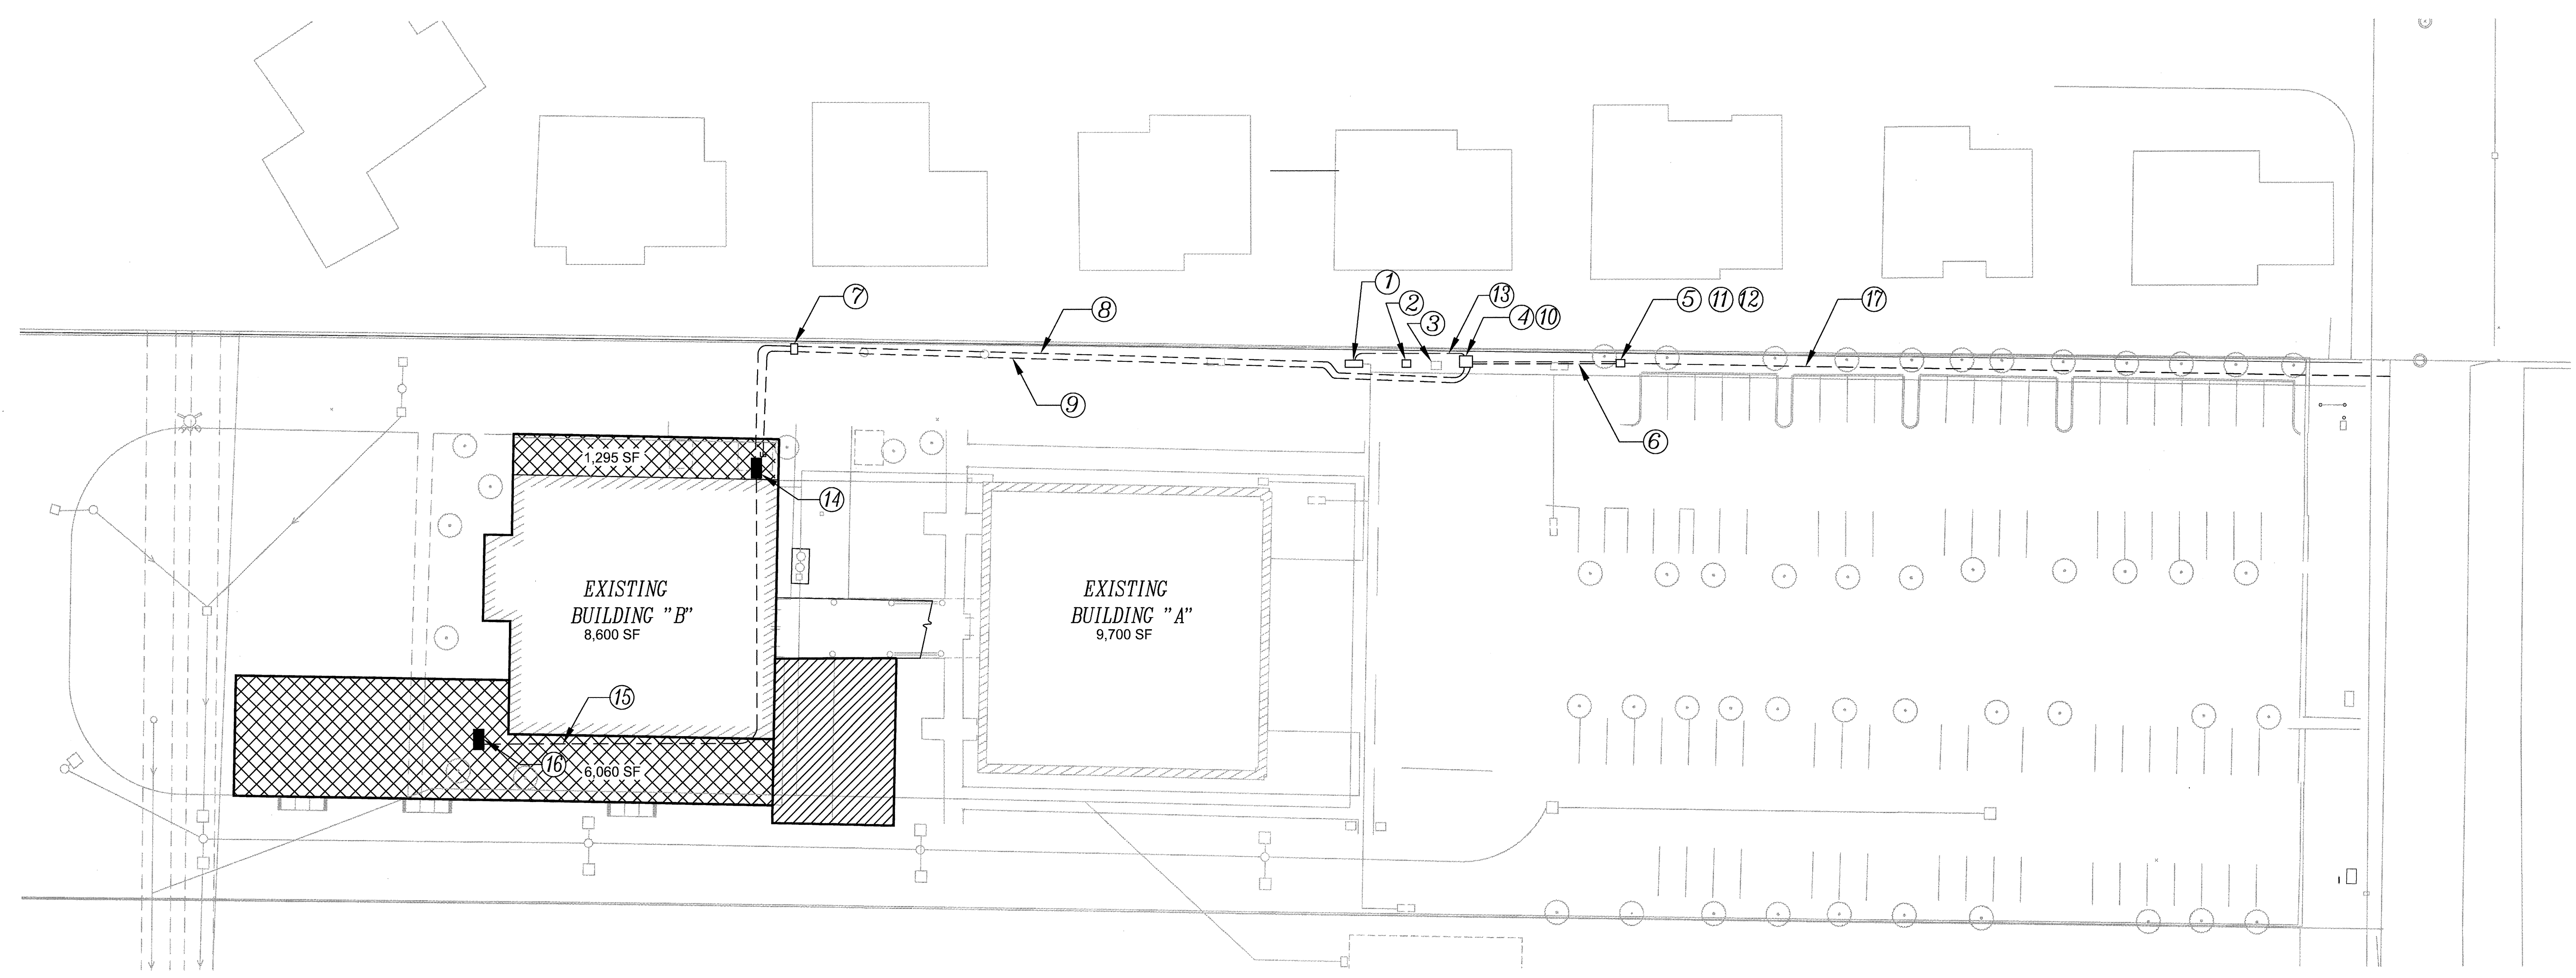 1
7
2
13
5 11 12
17
8
3
4 10
9
6
1,295 SF
14
EXISTING
BUILDING "B"
8,600 SF
EXISTING
BUILDING "A"
9,700 SF
15
16
6,060 SF